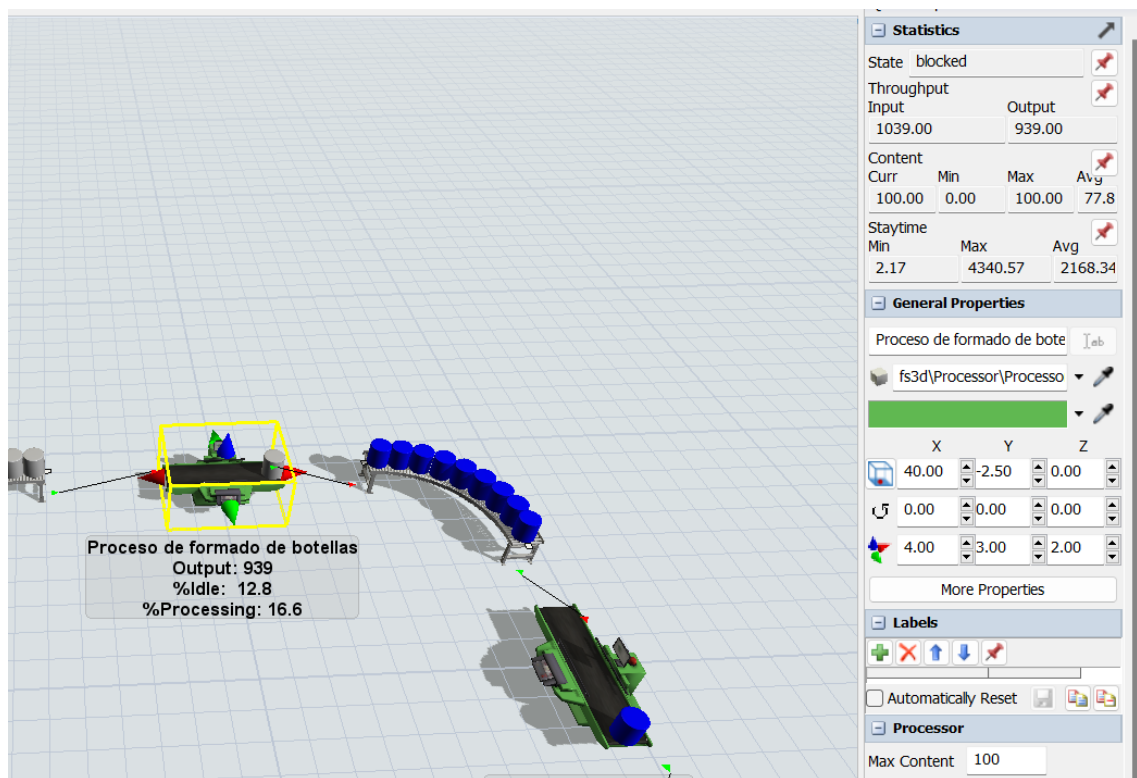 Statistics
State blocked
Throughput
Input Output
1039.00 939.00
Content
Curr Min Max Avg
100.00 0.00 100.00 77.8
Staytime
Min Max Avg
2.17 4340.57 2168.34
General Properties
Proceso de formado de bote
fs3d\Processor\Processo
X Y Z
40.00 -2.50 0.00
0.00 0.00 0.00
4.00 3.00 2.00
More Properties
Labels
Automatically Reset
Processor
Max Content 100
Proceso de formado de botellas
Output: 939
%Idle: 12.8
%Processing: 16.6